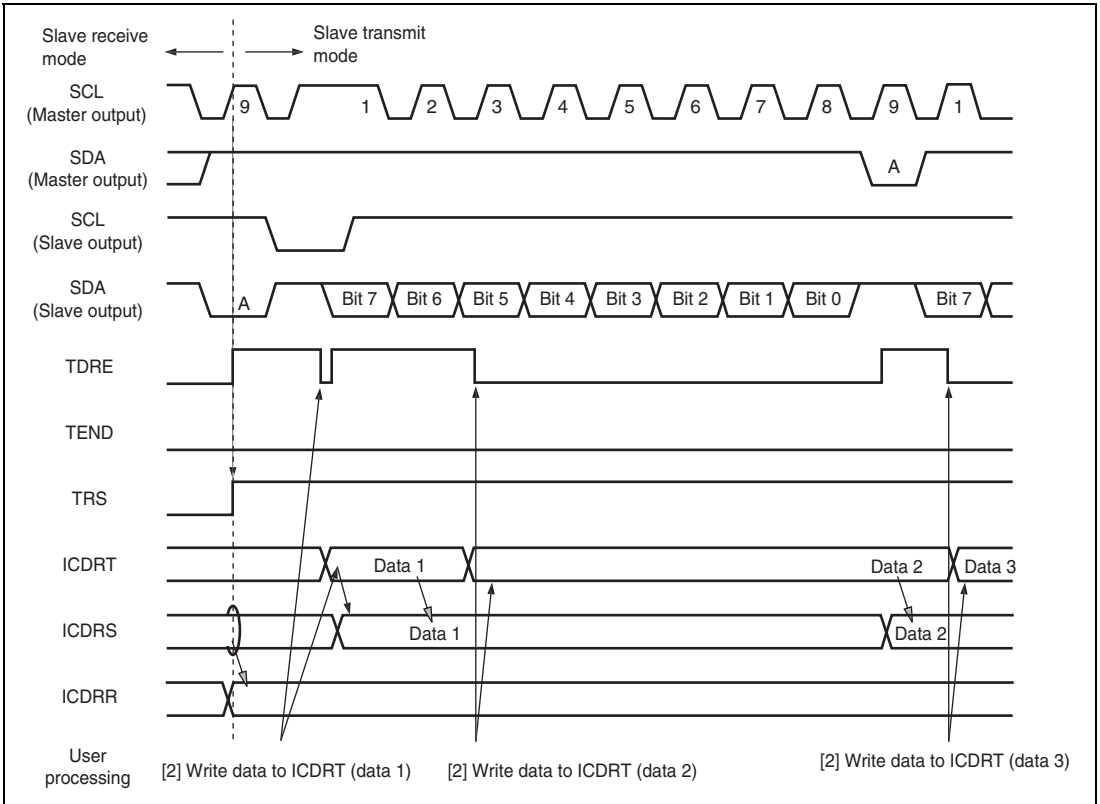 Slave receive
mode
Slave transmit
mode
SCL
(Master output)
9 1 2 3 4 5 6 7 8 9 1
SDA
(Master output)
A
SCL
(Slave output)
SDA
(Slave output)
A Bit 7 Bit 6 Bit 5 Bit 4 Bit 3 Bit 2 Bit 1 Bit 0 Bit 7
TDRE
TEND
TRS
ICDRT
Data 1 Data 2 Data 3
ICDRS
Data 1 Data 2
ICDRR
User
processing
[2] Write data to ICDRT (data 1) [2] Write data to ICDRT (data 2) [2] Write data to ICDRT (data 3)